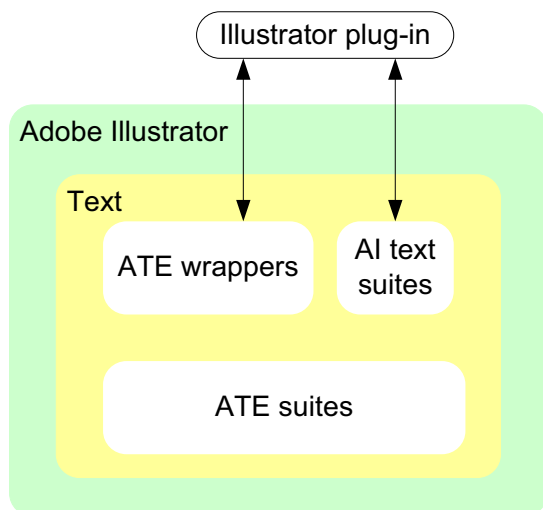 Illustrator plug-in
Adobe Illustrator
Text
ATE wrappers
AI text
suites
ATE suites